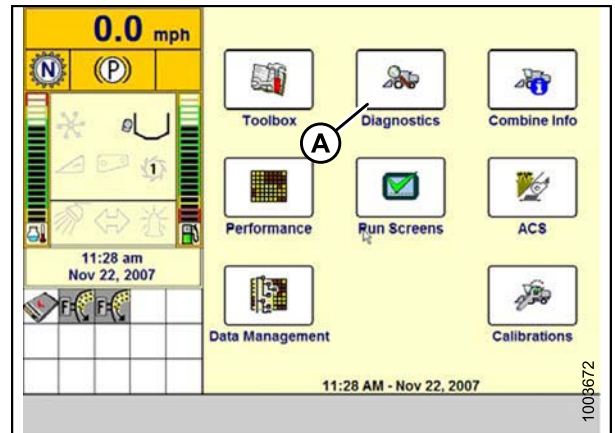 0.0 mph
N
(P)
1
11:28 am
Nov 22, 2007
F F
Toolbox
Diagnostics
Combine Info
A
Performance
Run Screens
ACS
Data Management
Calibrations
11:28 AM - Nov 22, 2007
1003672